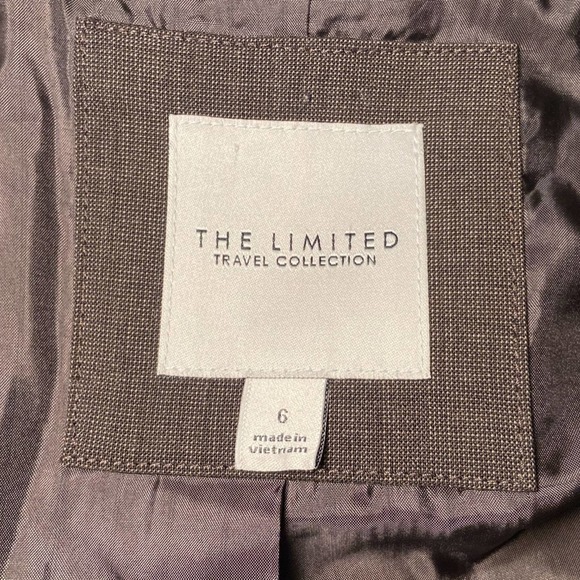 THE LIMITED
TRAVEL COLLECTION
6
made in
Vietnam